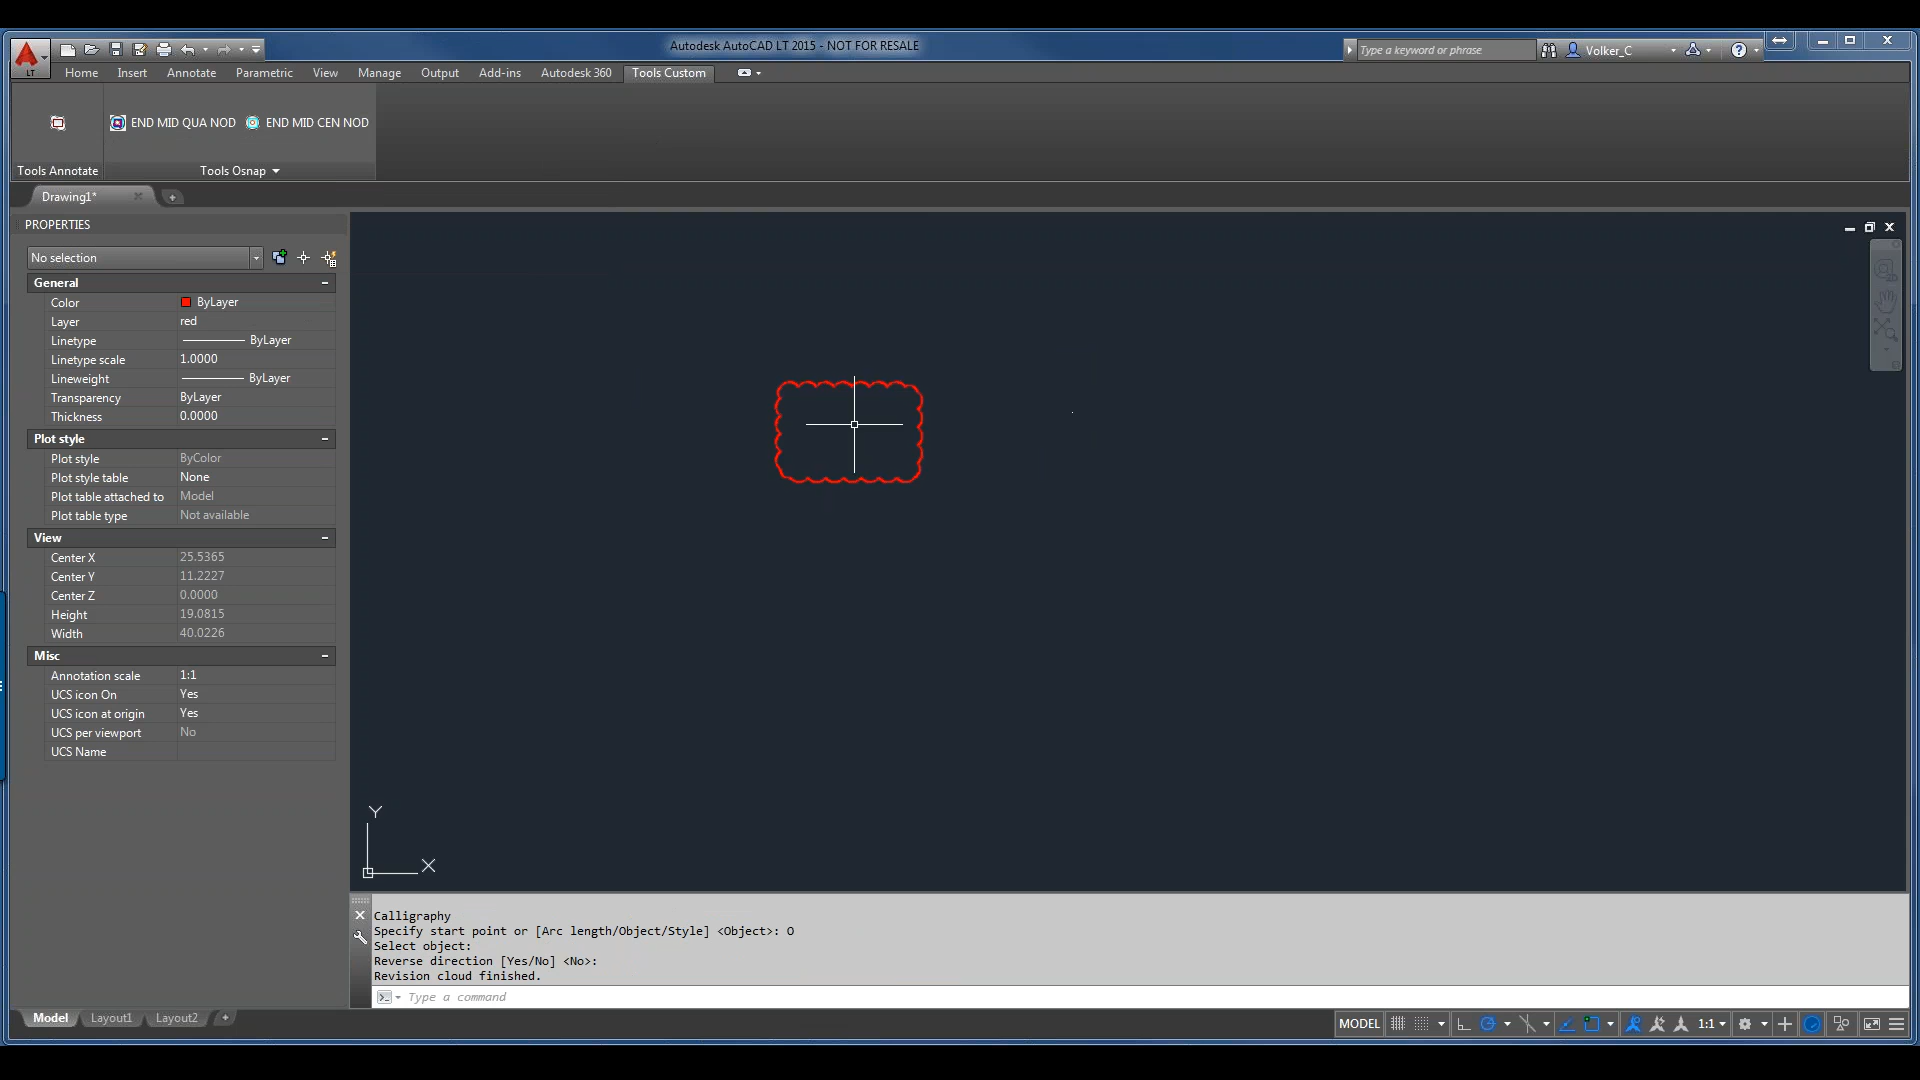 Autodesk AutoCAD LT 2015 - NOT FOR RESALE
Type a keyword or phrase
Volker_C
LT
Home Insert Annotate Parametric View Manage Output Add-ins Autodesk 360 Tools Custom
END MID QUA NOD END MID CEN NOD
Tools Annotate Tools Osnap
Drawing1*
PROPERTIES
No selection
General
Color ByLayer
Layer red
Linetype ByLayer
Linetype scale 1.0000
Lineweight ByLayer
Transparency ByLayer
Thickness 0.0000
Plot style
Plot style ByColor
Plot style table None
Plot table attached to Model
Plot table type Not available
View
Center X 25.5365
Center Y 11.2227
Center Z 0.0000
Height 19.0815
Width 40.0226
Misc
Annotation scale 1:1
UCS icon On Yes
UCS icon at origin Yes
UCS per viewport No
UCS Name
Y
X
Calligraphy
Specify start point or [Arc length/Object/Style] <Object>: O
Select object:
Reverse direction [Yes/No] <No>:
Revision cloud finished.
Type a command
Model Layout1 Layout2
MODEL 1:1